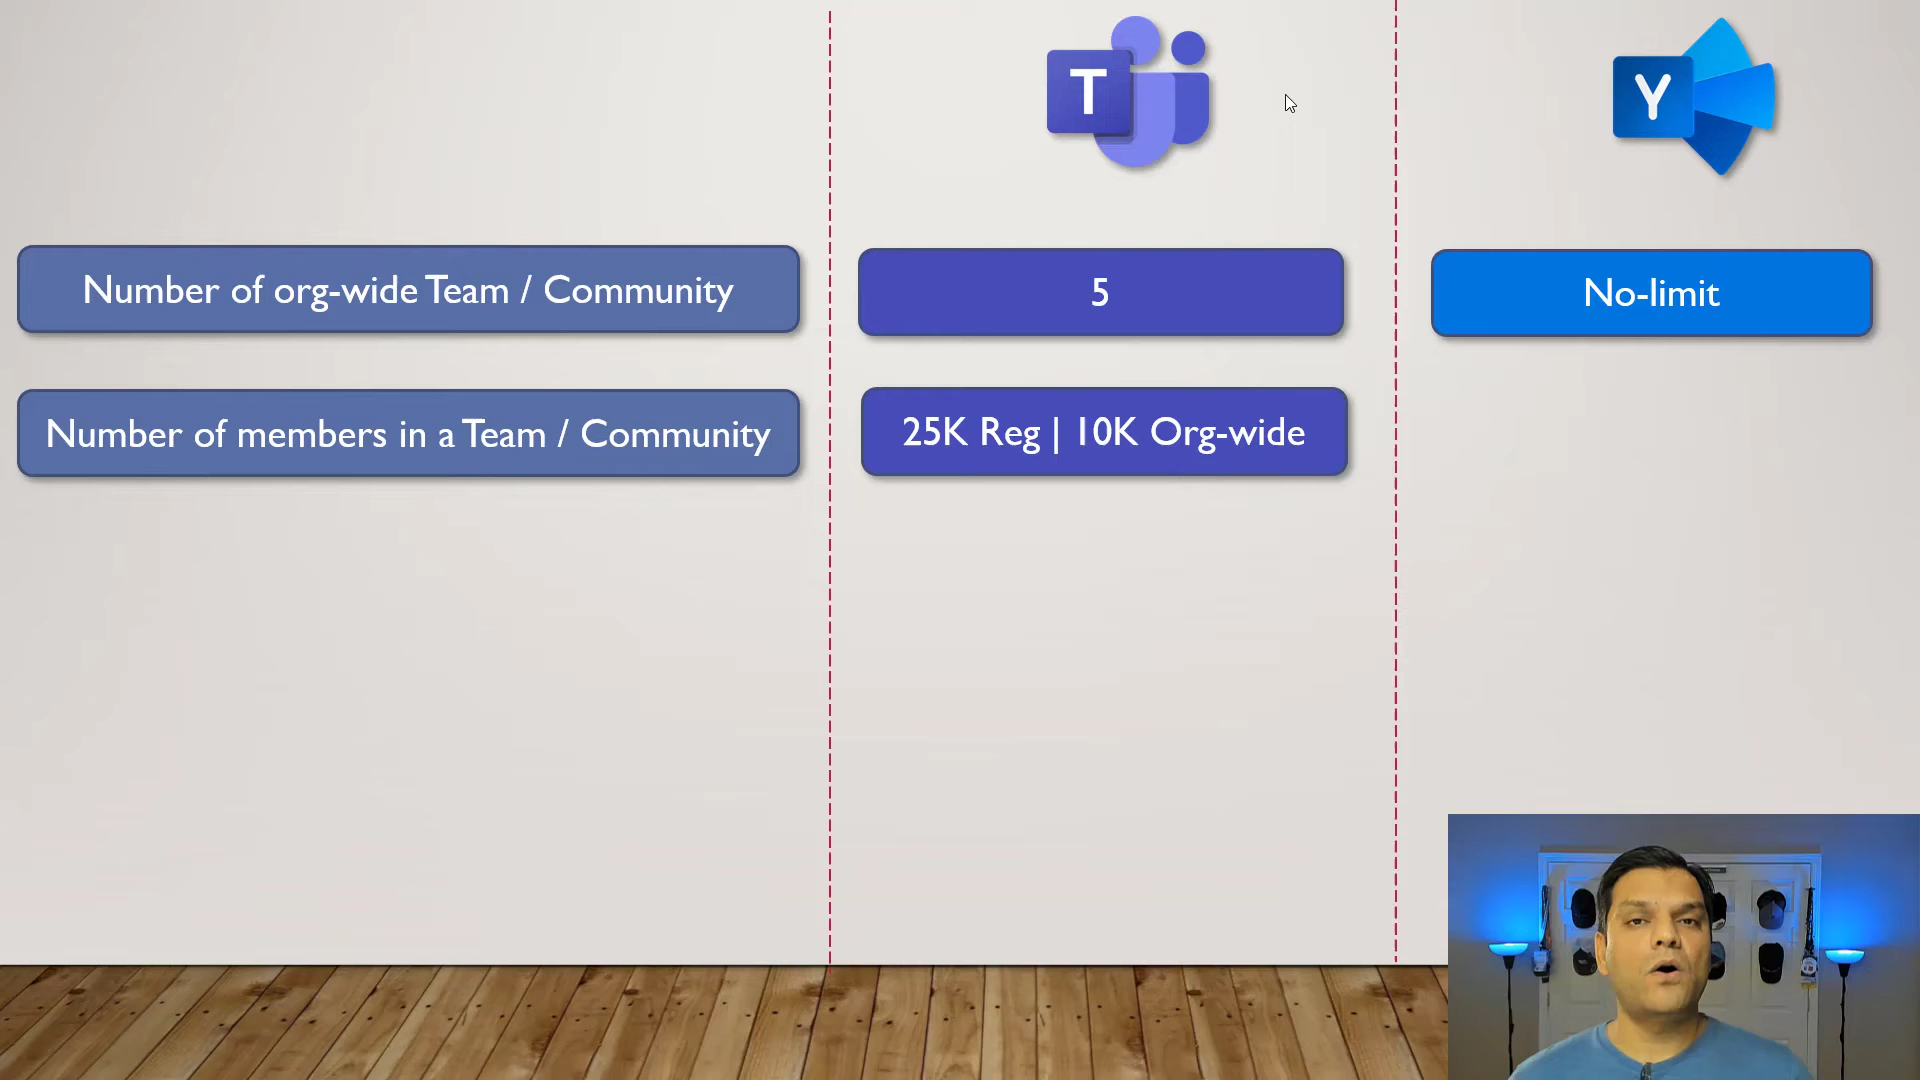 T
Y
Number of org-wide Team / Community
5
No-limit
Number of members in a Team / Community
25K Reg | 10K Org-wide